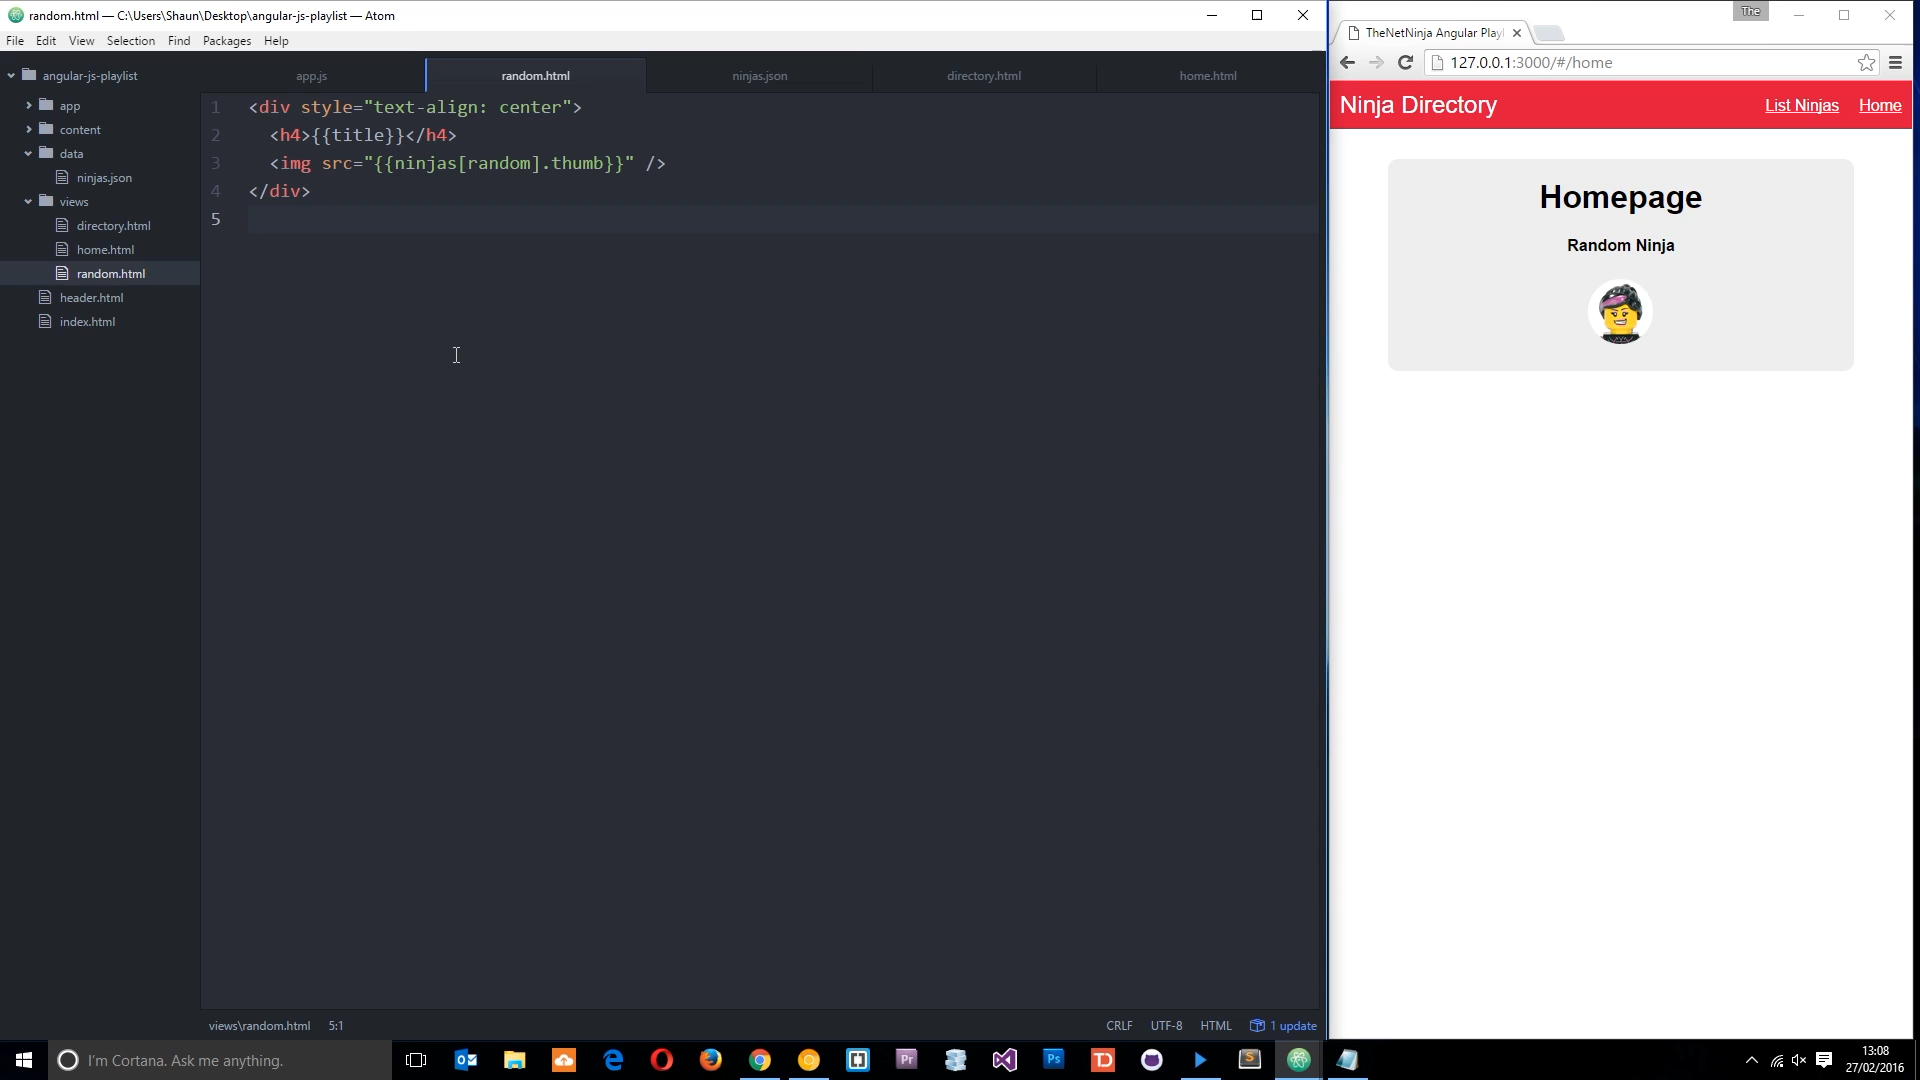 random.html — C:\Users\Shaun\Desktop\angular-js-playlist — Atom
File Edit View Selection Find Packages Help
angular-js-playlist
app
content
data
ninjas.json
views
directory.html
home.html
random.html
header.html
index.html
app.js random.html ninjas.json directory.html home.html
1 <div style="text-align: center">
2 <h4>{{title}}</h4>
3 <img src="{{ninjas[random].thumb}}" />
4 </div>
5
views\random.html 5:1 CRLF UTF-8 HTML 1 update
The
TheNetNinja Angular Play
127.0.0.1:3000/#/home
Ninja Directory List Ninjas Home
Homepage
Random Ninja
I'm Cortana. Ask me anything.
Pr
Ps
TD
S
13:08
27/02/2016